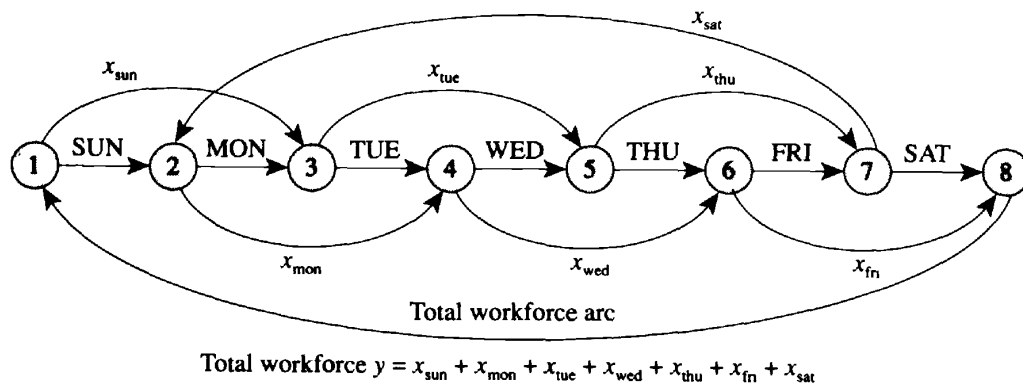 x_sat
x_sun
x_tue
x_thu
SUN MON TUE WED THU FRI SAT
1 2 3 4 5 6 7 8
x_mon
x_wed
x_fri
Total workforce arc
Total workforce y = x_sun + x_mon + x_tue + x_wed + x_thu + x_fri + x_sat